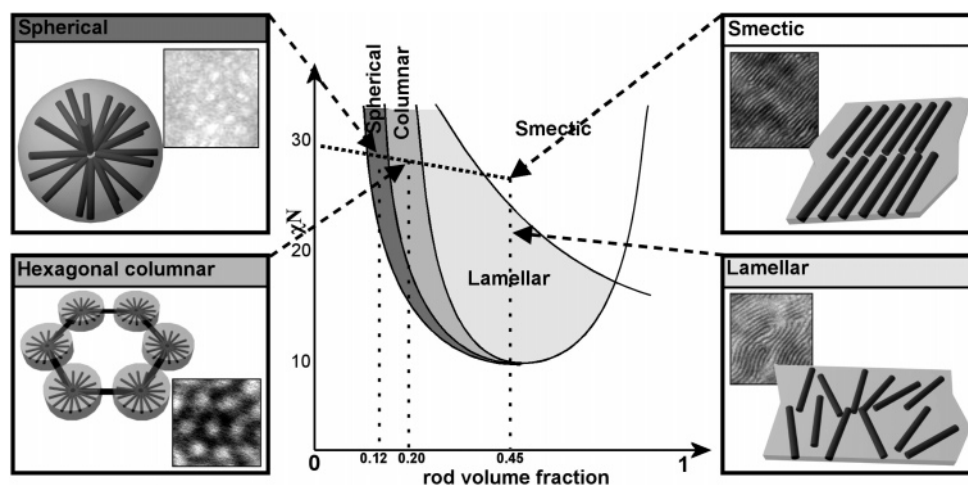 Spherical
Hexagonal columnar
30
χN
20
10
0
Spherical
Columnar
Smectic
Lamellar
0.12
0.20
0.45
1
rod volume fraction
Smectic
Lamellar